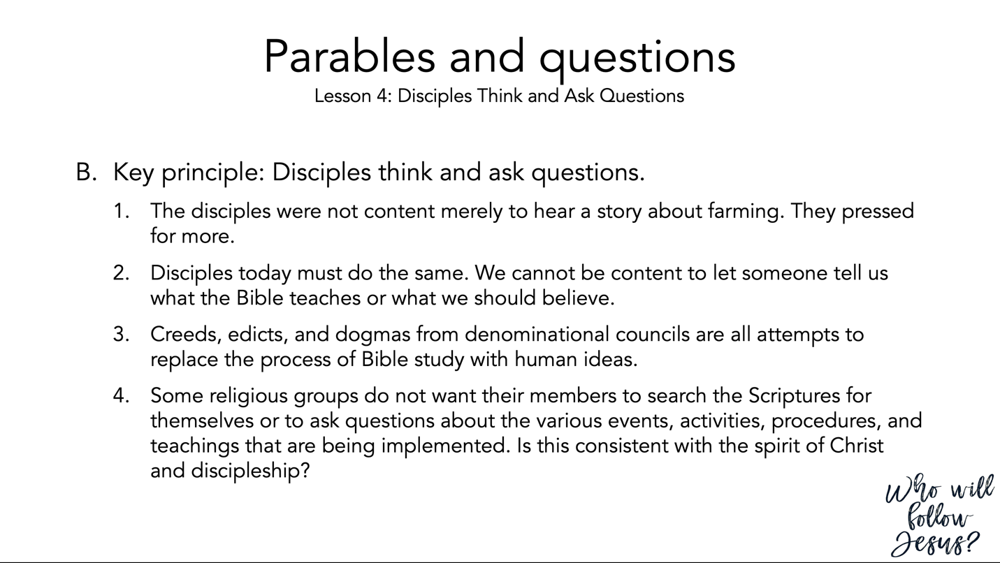 Parables and questions
Lesson 4: Disciples Think and Ask Questions
B. Key principle: Disciples think and ask questions.
1. The disciples were not content merely to hear a story about farming. They pressed
for more.
2. Disciples today must do the same. We cannot be content to let someone tell us
what the Bible teaches or what we should believe.
3. Creeds, edicts, and dogmas from denominational councils are all attempts to
replace the process of Bible study with human ideas.
4. Some religious groups do not want their members to search the Scriptures for
themselves or to ask questions about the various events, activities, procedures, and
teachings that are being implemented. Is this consistent with the spirit of Christ
and discipleship?
Who will
follow
Jesus?